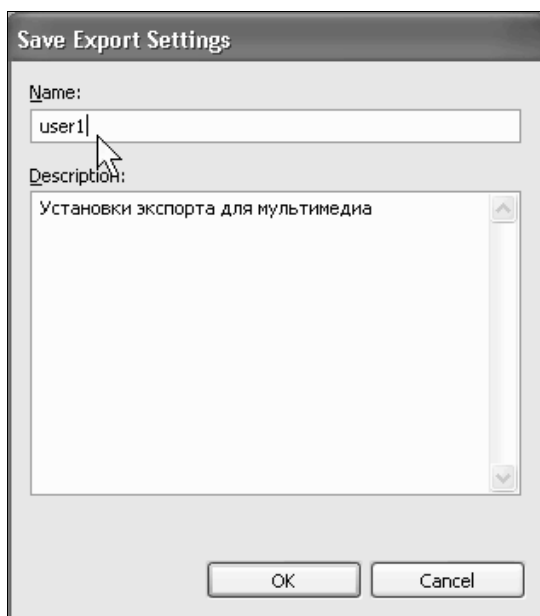 Save Export Settings
Name:
user1
Description:
Установки экспорта для мультимедиа
OK
Cancel